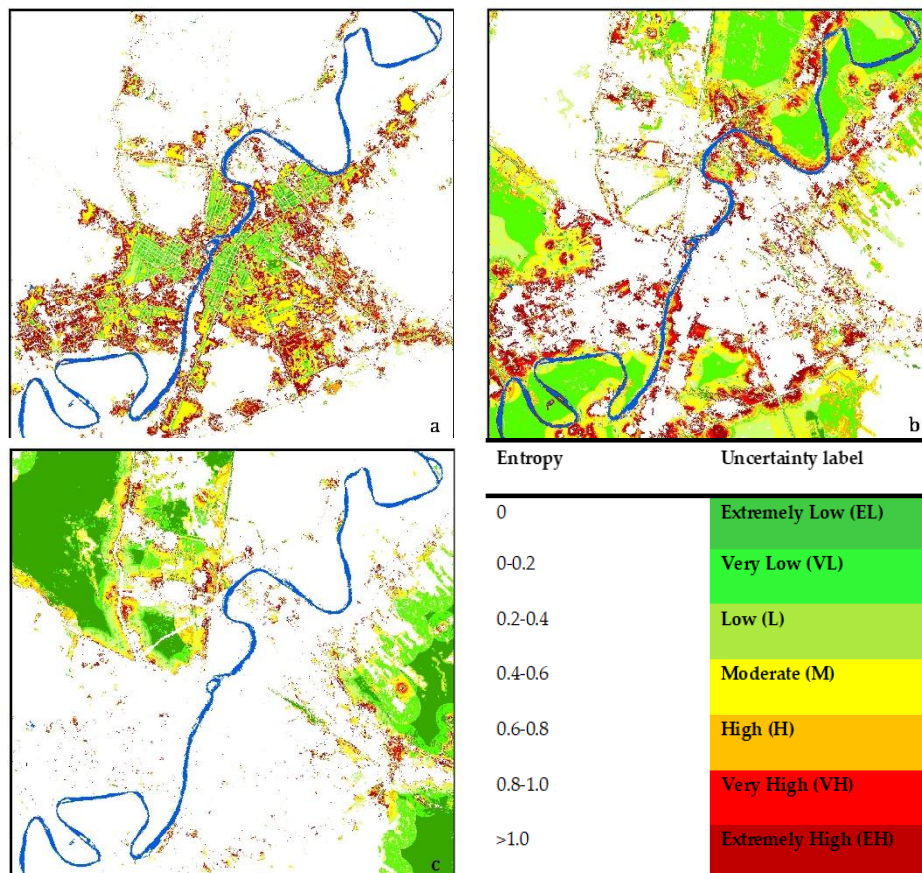 a
b
c
Entropy Uncertainty label
0 Extremely Low (EL)
0-0.2 Very Low (VL)
0.2-0.4 Low (L)
0.4-0.6 Moderate (M)
0.6-0.8 High (H)
0.8-1.0 Very High (VH)
>1.0 Extremely High (EH)